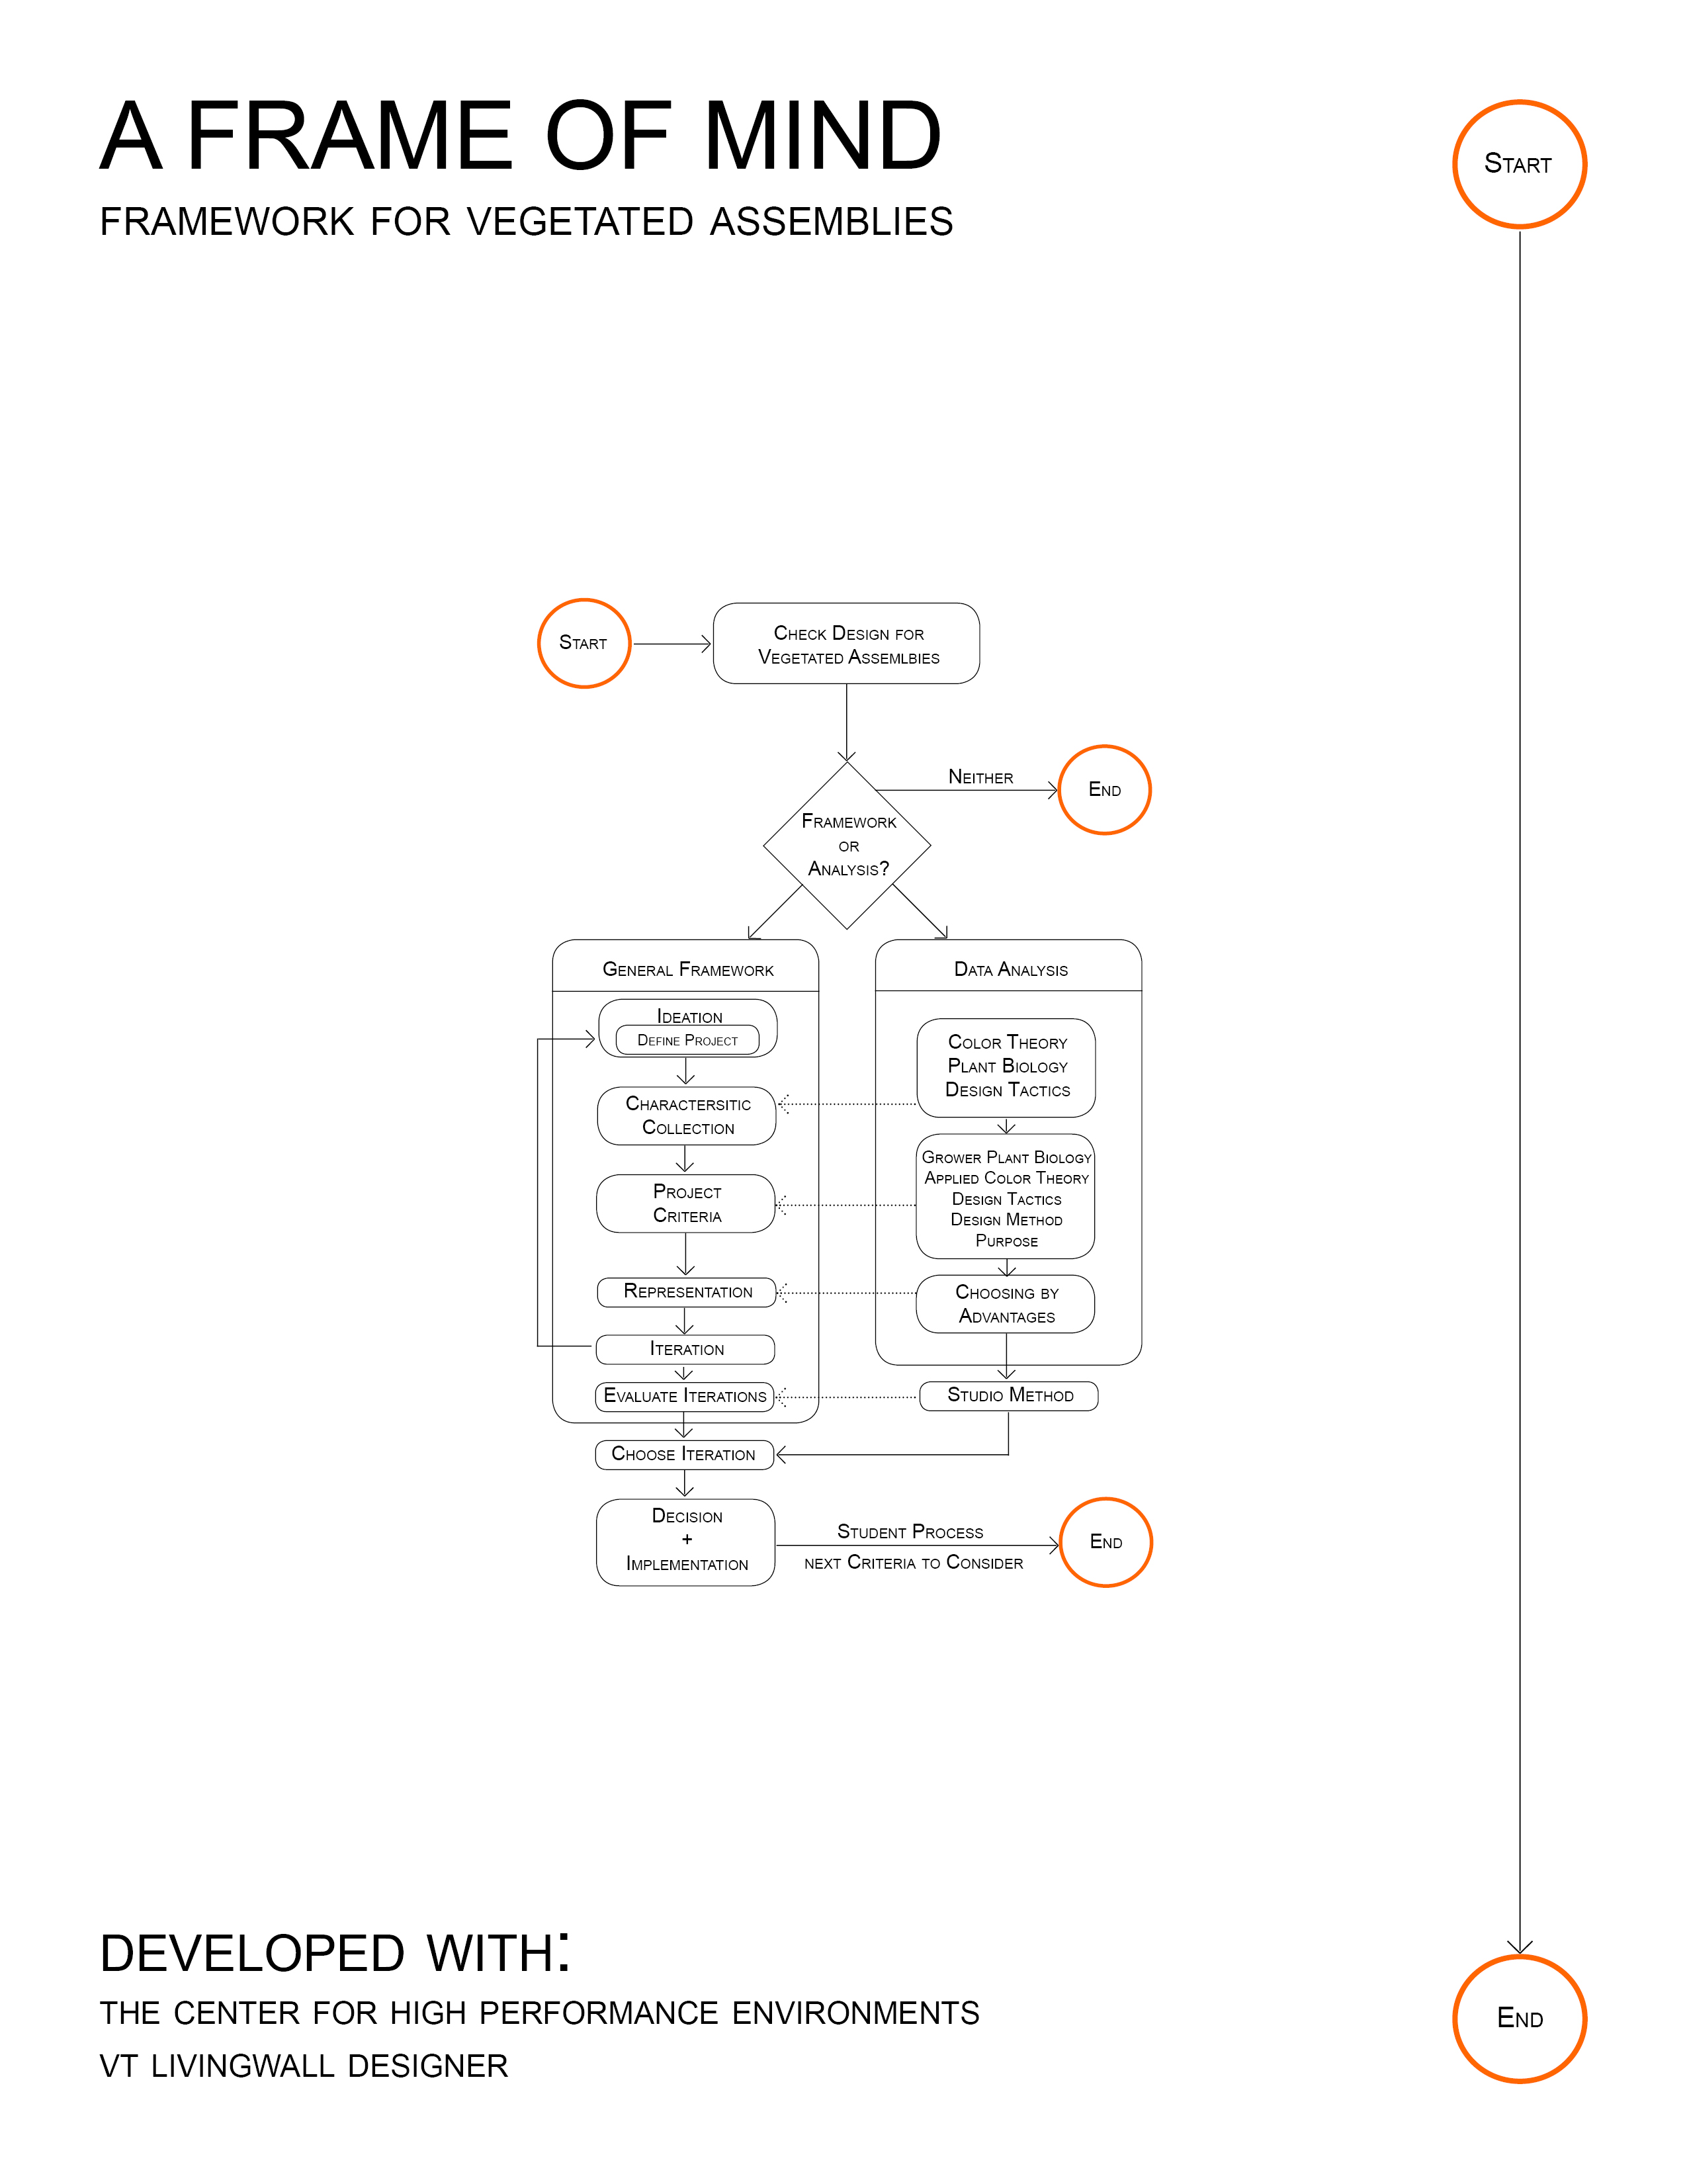 A FRAME OF MIND
FRAMEWORK FOR VEGETATED ASSEMBLIES
START
START
CHECK DESIGN FOR
VEGETATED ASSEMLBIES
NEITHER
END
FRAMEWORK
OR
ANALYSIS?
GENERAL FRAMEWORK
IDEATION
DEFINE PROJECT
CHARACTERSITIC
COLLECTION
PROJECT
CRITERIA
REPRESENTATION
ITERATION
EVALUATE ITERATIONS
DATA ANALYSIS
COLOR THEORY
PLANT BIOLOGY
DESIGN TACTICS
GROWER PLANT BIOLOGY
APPLIED COLOR THEORY
DESIGN TACTICS
DESIGN METHOD
PURPOSE
CHOOSING BY
ADVANTAGES
STUDIO METHOD
CHOOSE ITERATION
DECISION
+
IMPLEMENTATION
STUDENT PROCESS
NEXT CRITERIA TO CONSIDER
END
DEVELOPED WITH:
THE CENTER FOR HIGH PERFORMANCE ENVIRONMENTS
VT LIVINGWALL DESIGNER
END